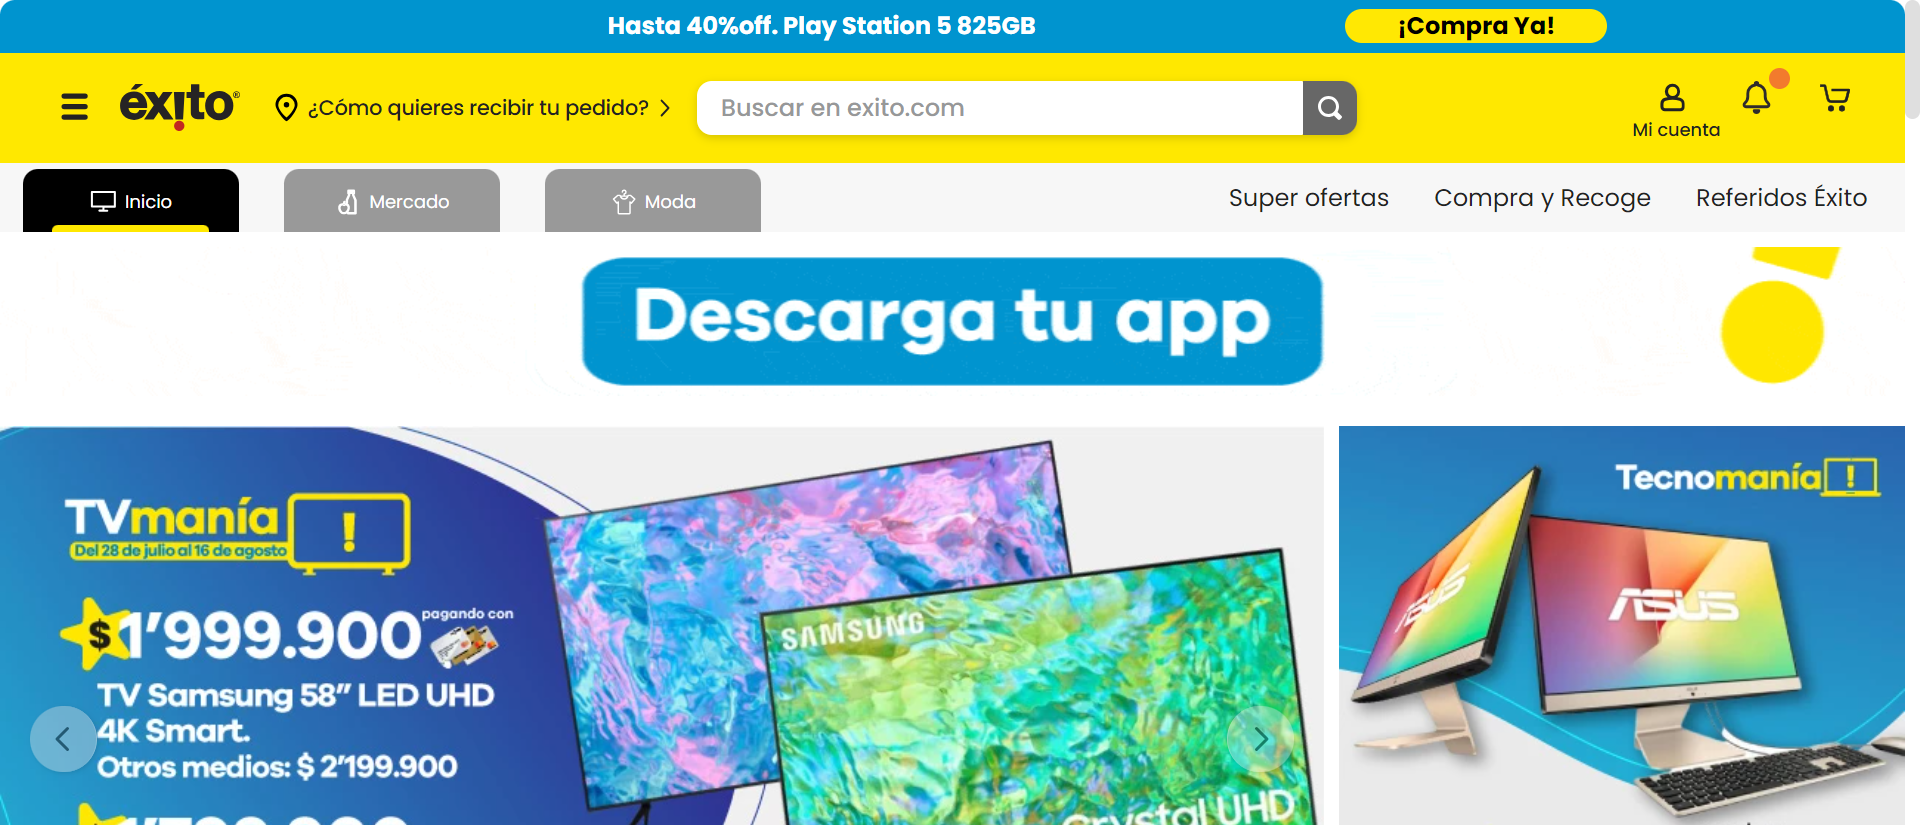 Hasta 40%off. Play Station 5 825GB
¡Compra Ya!
éxito®
¿Cómo quieres recibir tu pedido?
Buscar en exito.com
Mi cuenta
Inicio
Mercado
Moda
Super ofertas
Compra y Recoge
Referidos Éxito
Descarga tu app
TVmanía
Del 28 de julio al 16 de agosto
$1'999.900
pagando con
TV Samsung 58” LED UHD
4K Smart.
Otros medios: $ 2’199.900
SAMSUNG
Crystal UHD
Tecnomanía
ASUS
ASUS